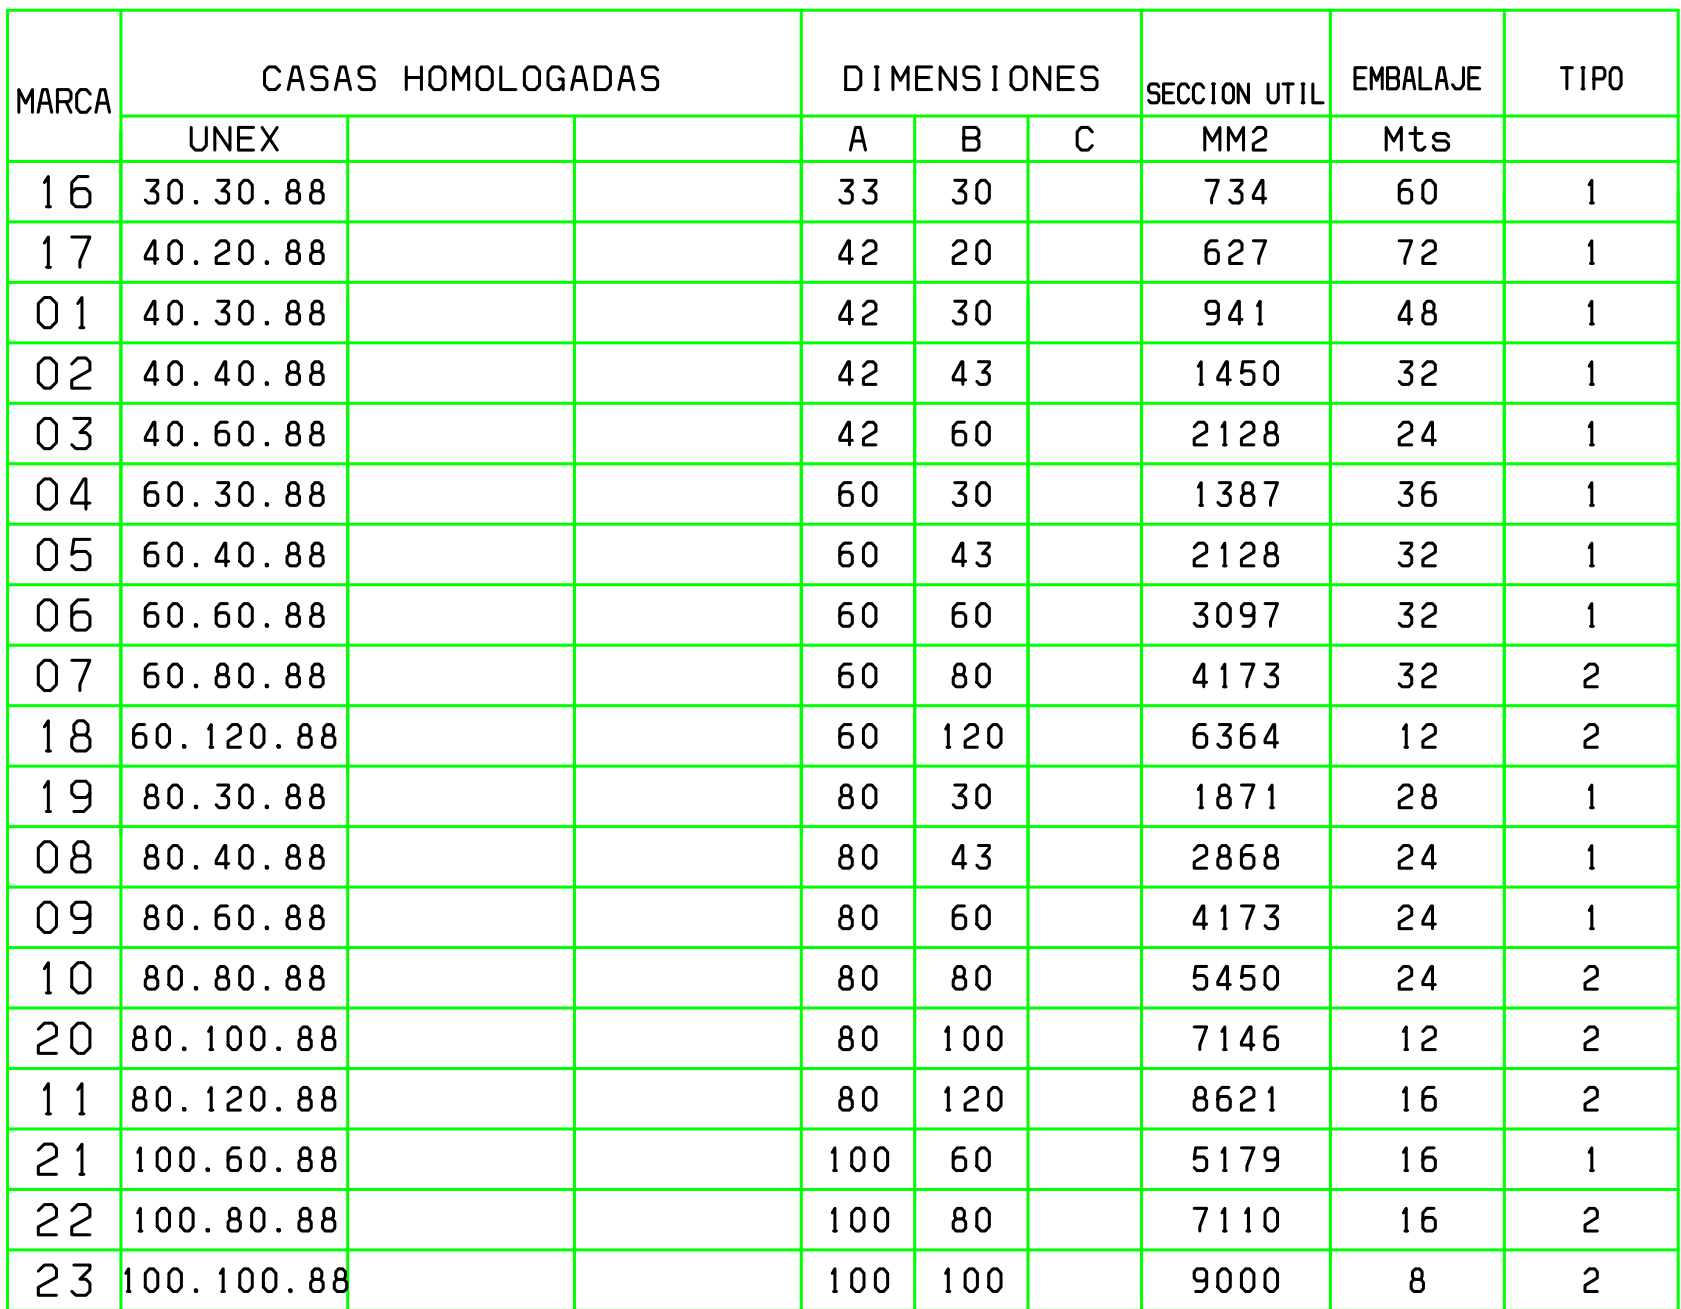 MARCA CASAS HOMOLOGADAS DIMENSIONES SECCION UTIL EMBALAJE TIPO
UNEX A B C MM2 Mts
16 30.30.88 33 30 734 60 1
17 40.20.88 42 20 627 72 1
01 40.30.88 42 30 941 48 1
02 40.40.88 42 43 1450 32 1
03 40.60.88 42 60 2128 24 1
04 60.30.88 60 30 1387 36 1
05 60.40.88 60 43 2128 32 1
06 60.60.88 60 60 3097 32 1
07 60.80.88 60 80 4173 32 2
18 60.120.88 60 120 6364 12 2
19 80.30.88 80 30 1871 28 1
08 80.40.88 80 43 2868 24 1
09 80.60.88 80 60 4173 24 1
10 80.80.88 80 80 5450 24 2
20 80.100.88 80 100 7146 12 2
11 80.120.88 80 120 8621 16 2
21 100.60.88 100 60 5179 16 1
22 100.80.88 100 80 7110 16 2
23 100.100.88 100 100 9000 8 2